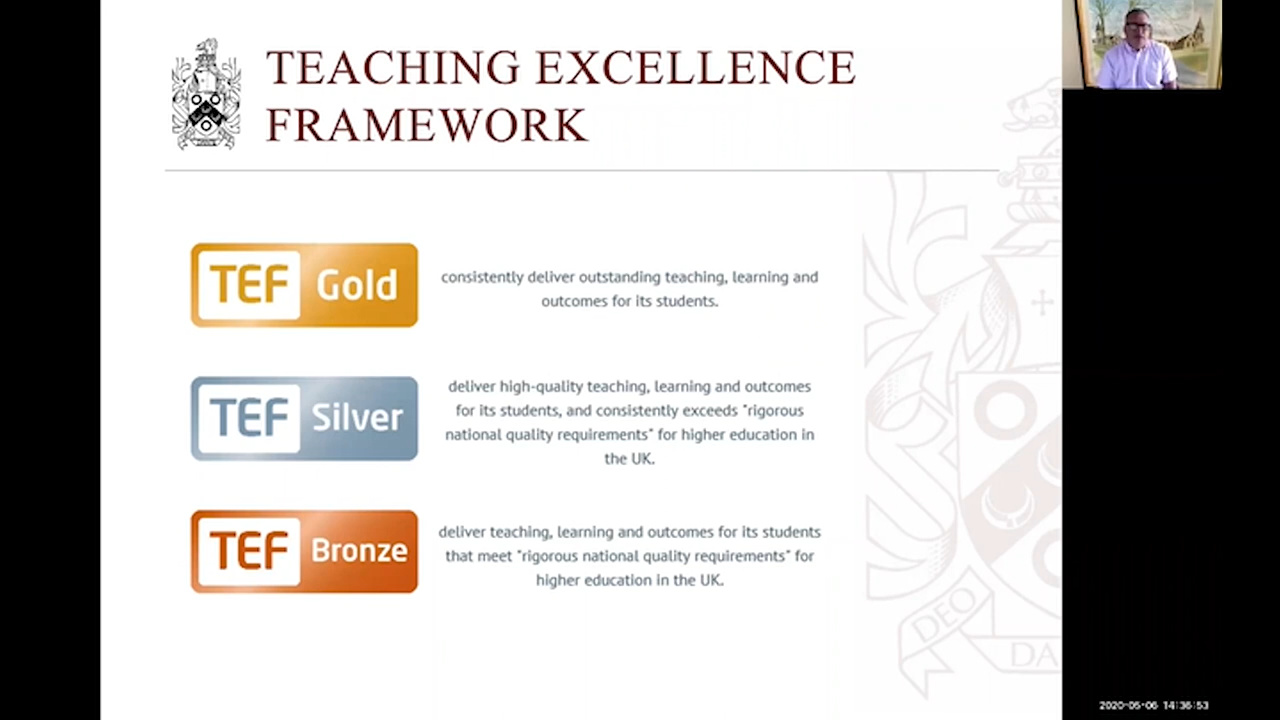 TEACHING EXCELLENCE
FRAMEWORK
TEF Gold
consistently deliver outstanding teaching, learning and
outcomes for its students.
TEF Silver
deliver high-quality teaching, learning and outcomes
for its students, and consistently exceeds "rigorous
national quality requirements" for higher education in
the UK.
TEF Bronze
deliver teaching, learning and outcomes for its students
that meet "rigorous national quality requirements" for
higher education in the UK.
DEO
DA
2020-05-06 14:36:53